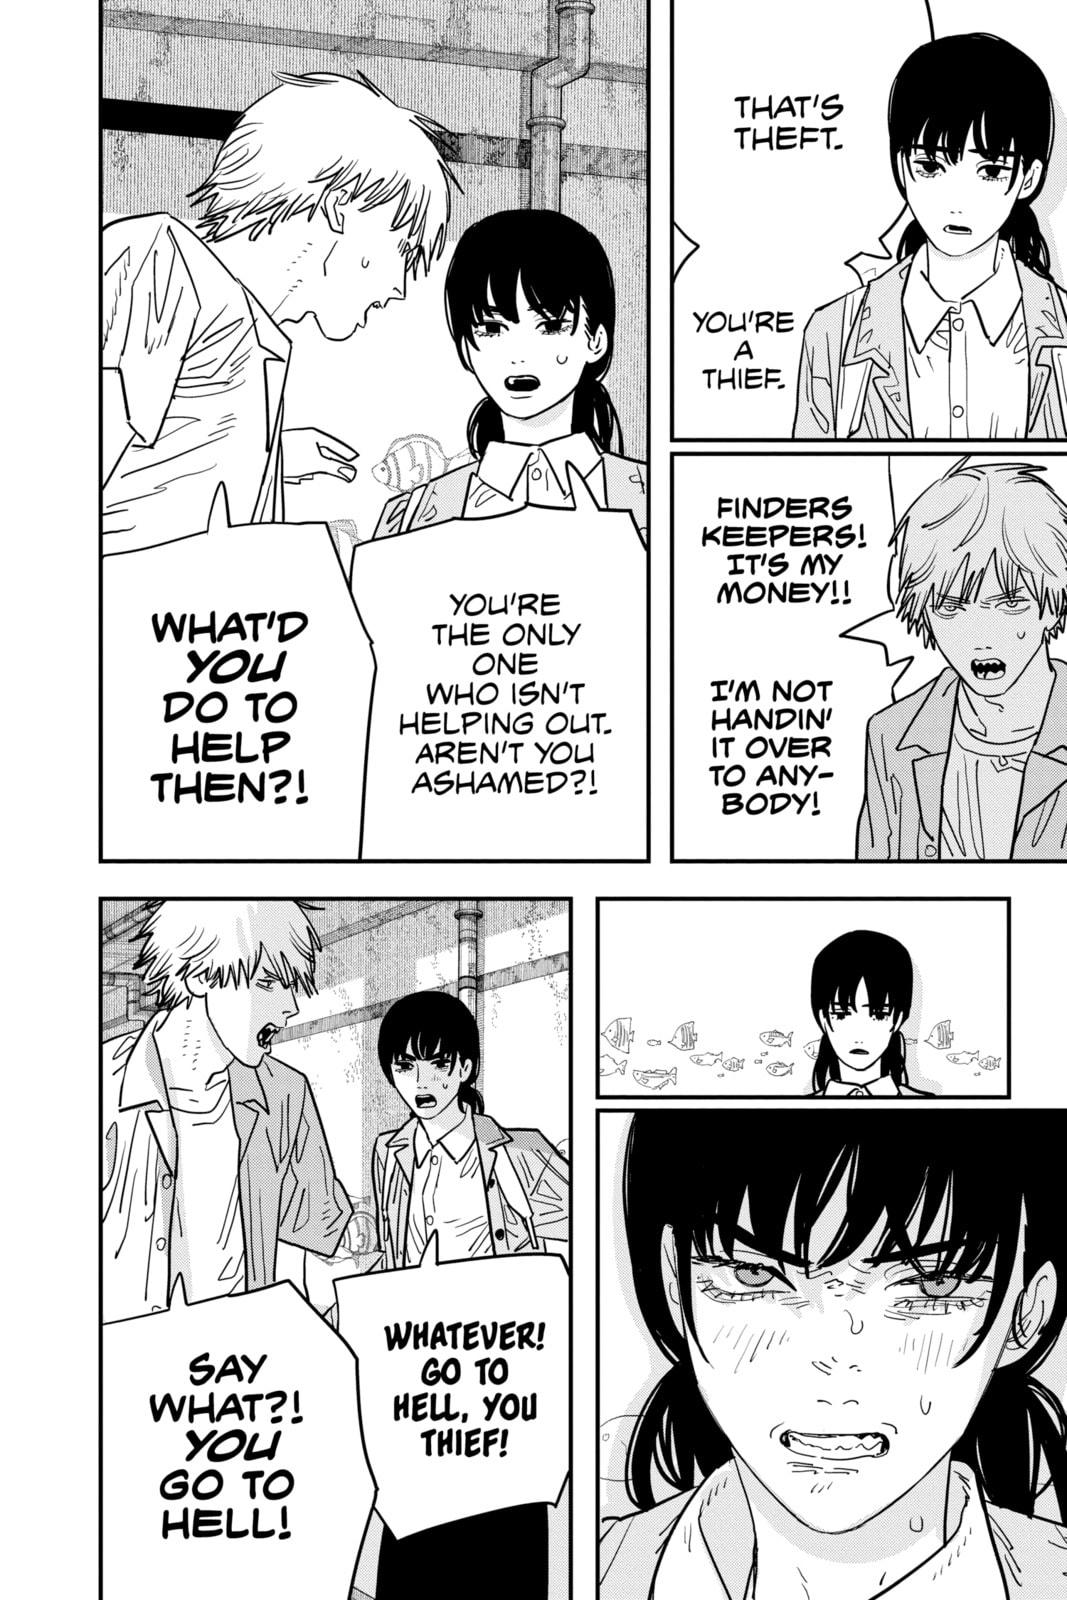 THAT'S
THEFT.
YOU'RE
A
THIEF.
FINDERS
KEEPERS!
IT'S MY
MONEY!!
I'M NOT
HANDIN'
IT OVER
TO ANY-
BODY!
YOU'RE
THE ONLY
ONE
WHO ISN'T
HELPING OUT.
AREN'T YOU
ASHAMED?!
WHAT'D
YOU
DO TO
HELP
THEN?!
WHATEVER!
GO TO
HELL, YOU
THIEF!
SAY
WHAT?!
YOU
GO TO
HELL!